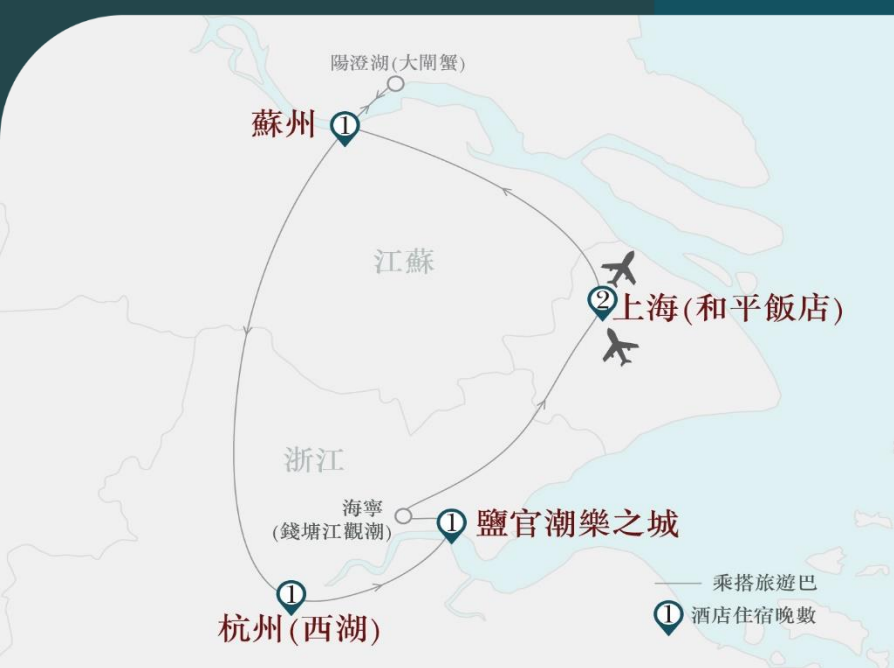 陽澄湖(大閘蟹)
蘇州
1
江蘇
2
上海(和平飯店)
浙江
海寧
(錢塘江觀潮)
1
鹽官潮樂之城
1
杭州(西湖)
乘搭旅遊巴
1
酒店住宿晚數